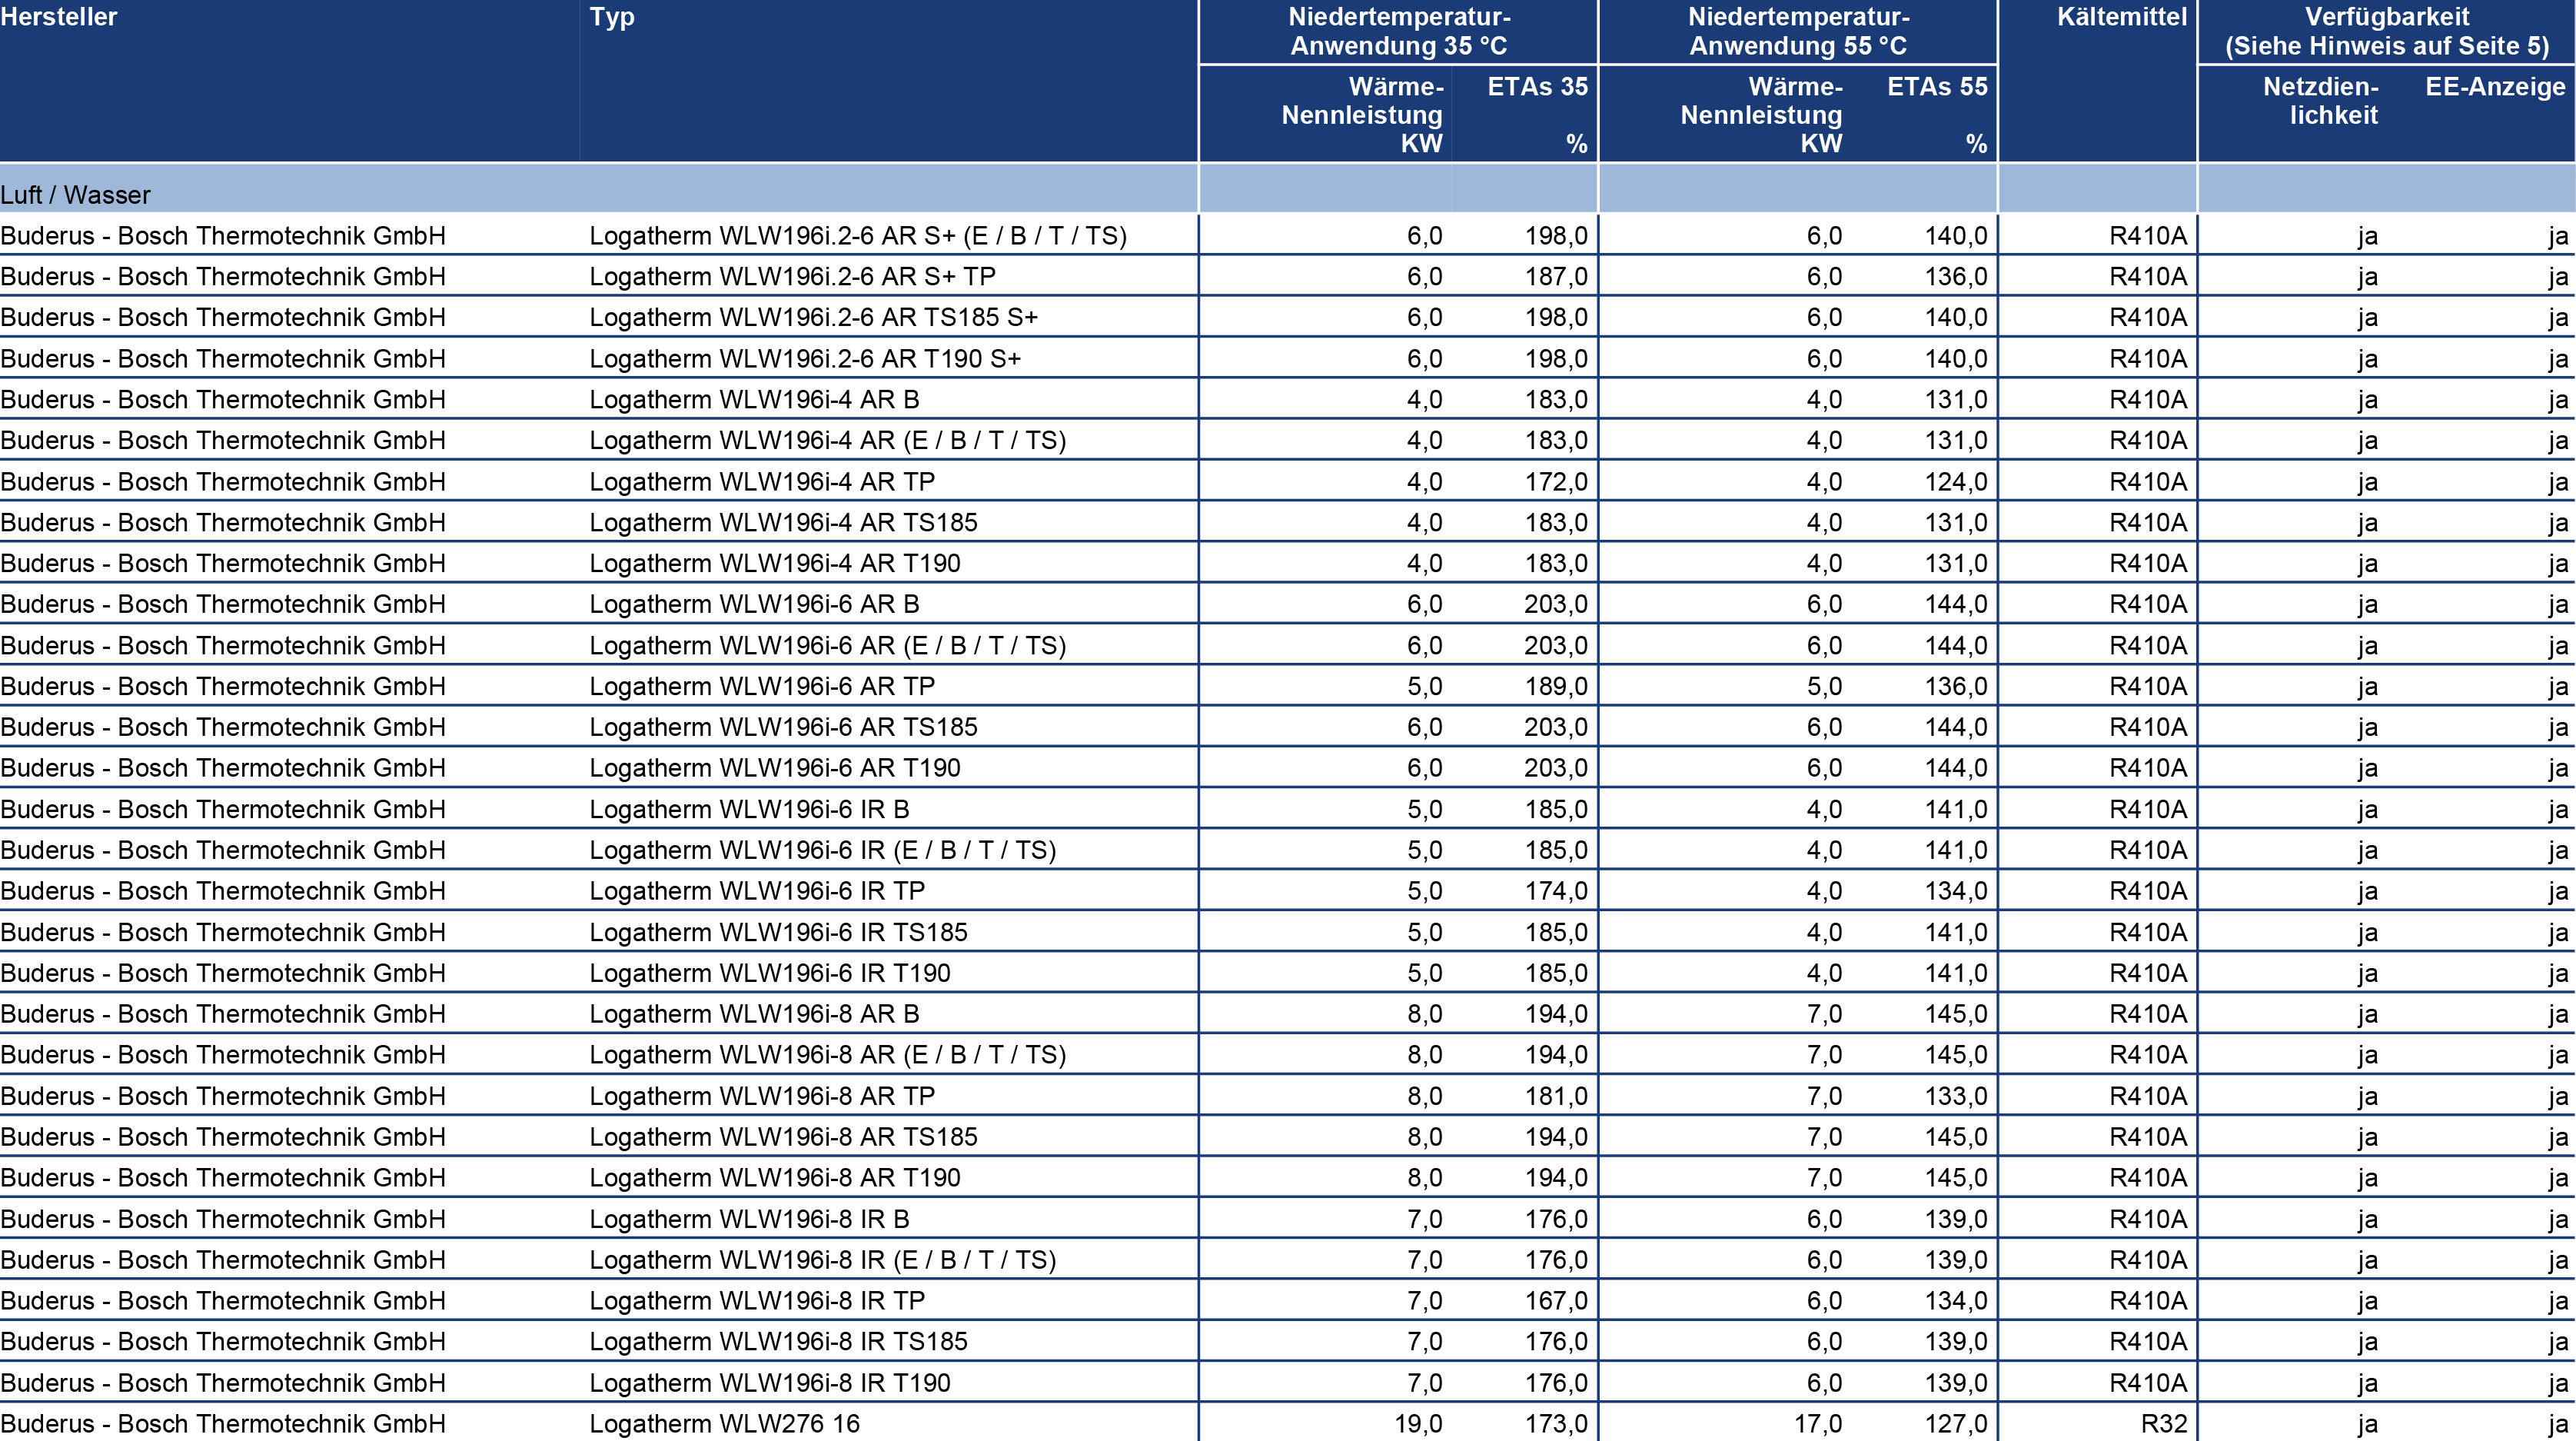 Hersteller Typ Niedertemperatur- Niedertemperatur- Kältemittel Verfügbarkeit
Anwendung 35 °C Anwendung 55 °C (Siehe Hinweis auf Seite 5)
Wärme- ETAs 35 Wärme- ETAs 55 Netzdien- EE-Anzeige
Nennleistung Nennleistung lichkeit
KW % KW %
Luft / Wasser
Buderus - Bosch Thermotechnik GmbH Logatherm WLW196i.2-6 AR S+ (E / B / T / TS) 6,0 198,0 6,0 140,0 R410A ja ja
Buderus - Bosch Thermotechnik GmbH Logatherm WLW196i.2-6 AR S+ TP 6,0 187,0 6,0 136,0 R410A ja ja
Buderus - Bosch Thermotechnik GmbH Logatherm WLW196i.2-6 AR TS185 S+ 6,0 198,0 6,0 140,0 R410A ja ja
Buderus - Bosch Thermotechnik GmbH Logatherm WLW196i.2-6 AR T190 S+ 6,0 198,0 6,0 140,0 R410A ja ja
Buderus - Bosch Thermotechnik GmbH Logatherm WLW196i-4 AR B 4,0 183,0 4,0 131,0 R410A ja ja
Buderus - Bosch Thermotechnik GmbH Logatherm WLW196i-4 AR (E / B / T / TS) 4,0 183,0 4,0 131,0 R410A ja ja
Buderus - Bosch Thermotechnik GmbH Logatherm WLW196i-4 AR TP 4,0 172,0 4,0 124,0 R410A ja ja
Buderus - Bosch Thermotechnik GmbH Logatherm WLW196i-4 AR TS185 4,0 183,0 4,0 131,0 R410A ja ja
Buderus - Bosch Thermotechnik GmbH Logatherm WLW196i-4 AR T190 4,0 183,0 4,0 131,0 R410A ja ja
Buderus - Bosch Thermotechnik GmbH Logatherm WLW196i-6 AR B 6,0 203,0 6,0 144,0 R410A ja ja
Buderus - Bosch Thermotechnik GmbH Logatherm WLW196i-6 AR (E / B / T / TS) 6,0 203,0 6,0 144,0 R410A ja ja
Buderus - Bosch Thermotechnik GmbH Logatherm WLW196i-6 AR TP 5,0 189,0 5,0 136,0 R410A ja ja
Buderus - Bosch Thermotechnik GmbH Logatherm WLW196i-6 AR TS185 6,0 203,0 6,0 144,0 R410A ja ja
Buderus - Bosch Thermotechnik GmbH Logatherm WLW196i-6 AR T190 6,0 203,0 6,0 144,0 R410A ja ja
Buderus - Bosch Thermotechnik GmbH Logatherm WLW196i-6 IR B 5,0 185,0 4,0 141,0 R410A ja ja
Buderus - Bosch Thermotechnik GmbH Logatherm WLW196i-6 IR (E / B / T / TS) 5,0 185,0 4,0 141,0 R410A ja ja
Buderus - Bosch Thermotechnik GmbH Logatherm WLW196i-6 IR TP 5,0 174,0 4,0 134,0 R410A ja ja
Buderus - Bosch Thermotechnik GmbH Logatherm WLW196i-6 IR TS185 5,0 185,0 4,0 141,0 R410A ja ja
Buderus - Bosch Thermotechnik GmbH Logatherm WLW196i-6 IR T190 5,0 185,0 4,0 141,0 R410A ja ja
Buderus - Bosch Thermotechnik GmbH Logatherm WLW196i-8 AR B 8,0 194,0 7,0 145,0 R410A ja ja
Buderus - Bosch Thermotechnik GmbH Logatherm WLW196i-8 AR (E / B / T / TS) 8,0 194,0 7,0 145,0 R410A ja ja
Buderus - Bosch Thermotechnik GmbH Logatherm WLW196i-8 AR TP 8,0 181,0 7,0 133,0 R410A ja ja
Buderus - Bosch Thermotechnik GmbH Logatherm WLW196i-8 AR TS185 8,0 194,0 7,0 145,0 R410A ja ja
Buderus - Bosch Thermotechnik GmbH Logatherm WLW196i-8 AR T190 8,0 194,0 7,0 145,0 R410A ja ja
Buderus - Bosch Thermotechnik GmbH Logatherm WLW196i-8 IR B 7,0 176,0 6,0 139,0 R410A ja ja
Buderus - Bosch Thermotechnik GmbH Logatherm WLW196i-8 IR (E / B / T / TS) 7,0 176,0 6,0 139,0 R410A ja ja
Buderus - Bosch Thermotechnik GmbH Logatherm WLW196i-8 IR TP 7,0 167,0 6,0 134,0 R410A ja ja
Buderus - Bosch Thermotechnik GmbH Logatherm WLW196i-8 IR TS185 7,0 176,0 6,0 139,0 R410A ja ja
Buderus - Bosch Thermotechnik GmbH Logatherm WLW196i-8 IR T190 7,0 176,0 6,0 139,0 R410A ja ja
Buderus - Bosch Thermotechnik GmbH Logatherm WLW276 16 19,0 173,0 17,0 127,0 R32 ja ja